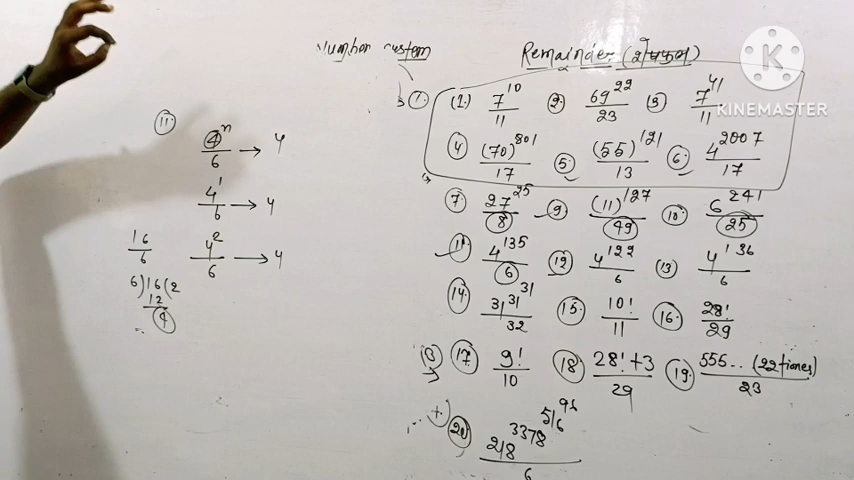 Number system
Remainder (शेषफल)
K
KINEMASTER
1. (1.) 7^10/11 2. 69^22/23 3. 7^41/11
4. (70)^801/17 5. (55)^121/13 6. 4^2007/17
7. 27^25/8 9. (11)^127/49 10. 6^241/25
11. 4^135/6 12. 4^122/6 13. 4^136/6
14. 31^31^31/32 15. 10!/11 16. 28!/29
17. 9!/10 18. 28!+3/29 19. 555...(22 times)/23
20. 218^3378^516^96/6
11. 4^n/6 → 4
4^1/6 → 4
16/6 4^2/6 → 4
6)16(2
12
4